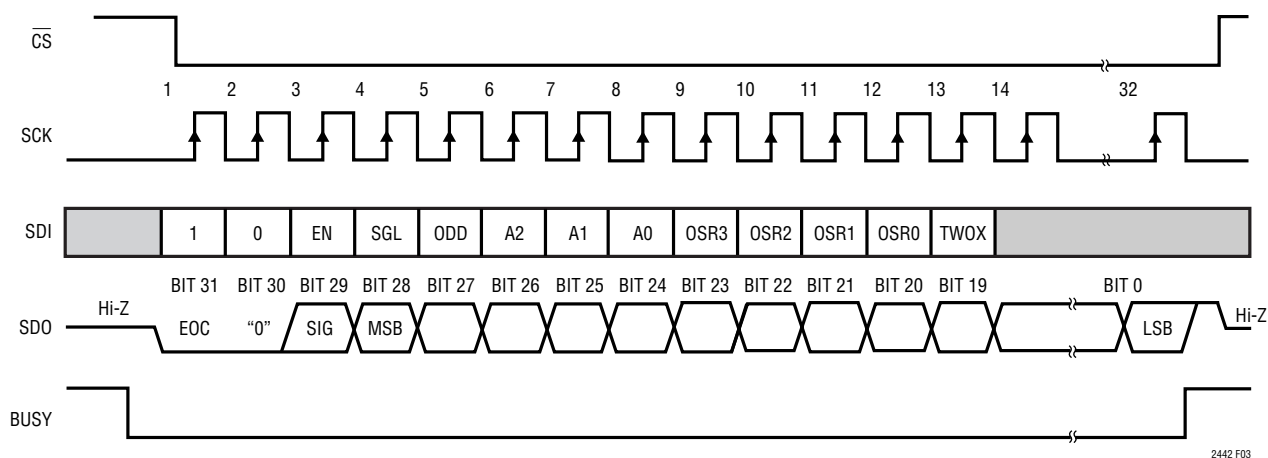 CS
1 2 3 4 5 6 7 8 9 10 11 12 13 14 32
SCK
SDI 1 0 EN SGL ODD A2 A1 A0 OSR3 OSR2 OSR1 OSR0 TWOX
BIT 31 BIT 30 BIT 29 BIT 28 BIT 27 BIT 26 BIT 25 BIT 24 BIT 23 BIT 22 BIT 21 BIT 20 BIT 19 BIT 0
Hi-Z Hi-Z
SDO EOC “0” SIG MSB LSB
BUSY
2442 F03